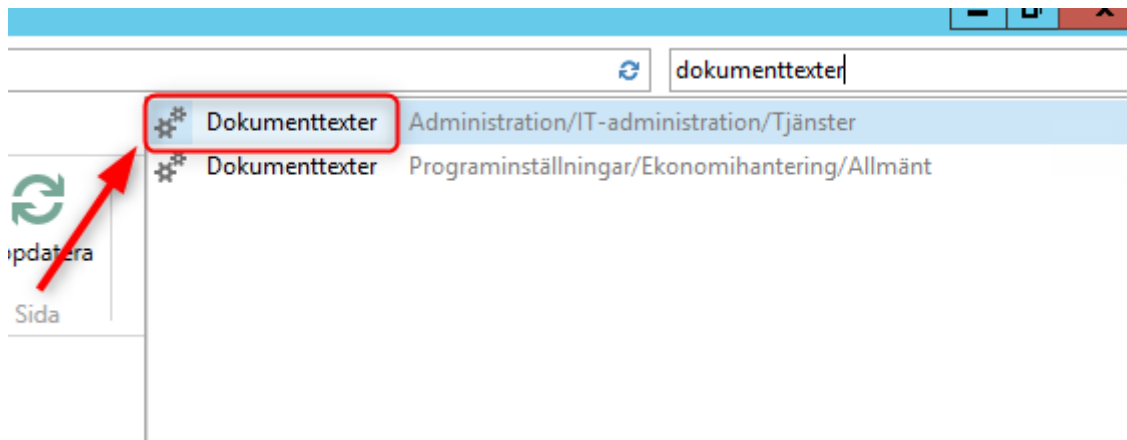 dokumenttexter
Dokumenttexter Administration/IT-administration/Tjänster
Dokumenttexter Programinställningar/Ekonomihantering/Allmänt
pdatera
Sida